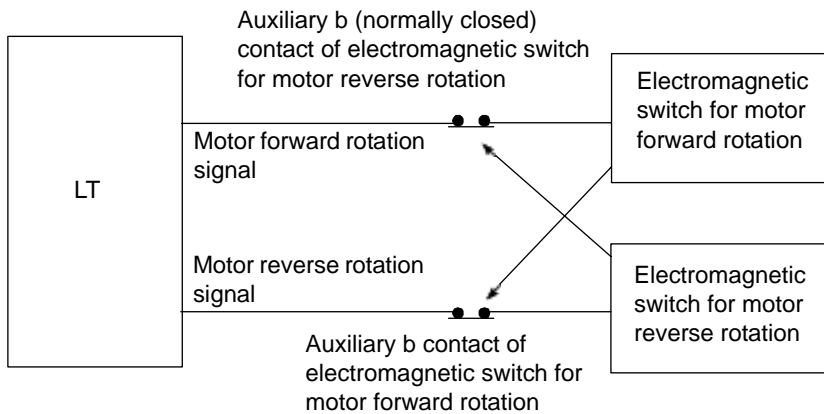 Auxiliary b (normally closed)
contact of electromagnetic switch
for motor reverse rotation
Electromagnetic
switch for motor
forward rotation
Motor forward rotation
signal
LT
Motor reverse rotation
signal
Electromagnetic
switch for motor
reverse rotation
Auxiliary b contact of
electromagnetic switch for
motor forward rotation